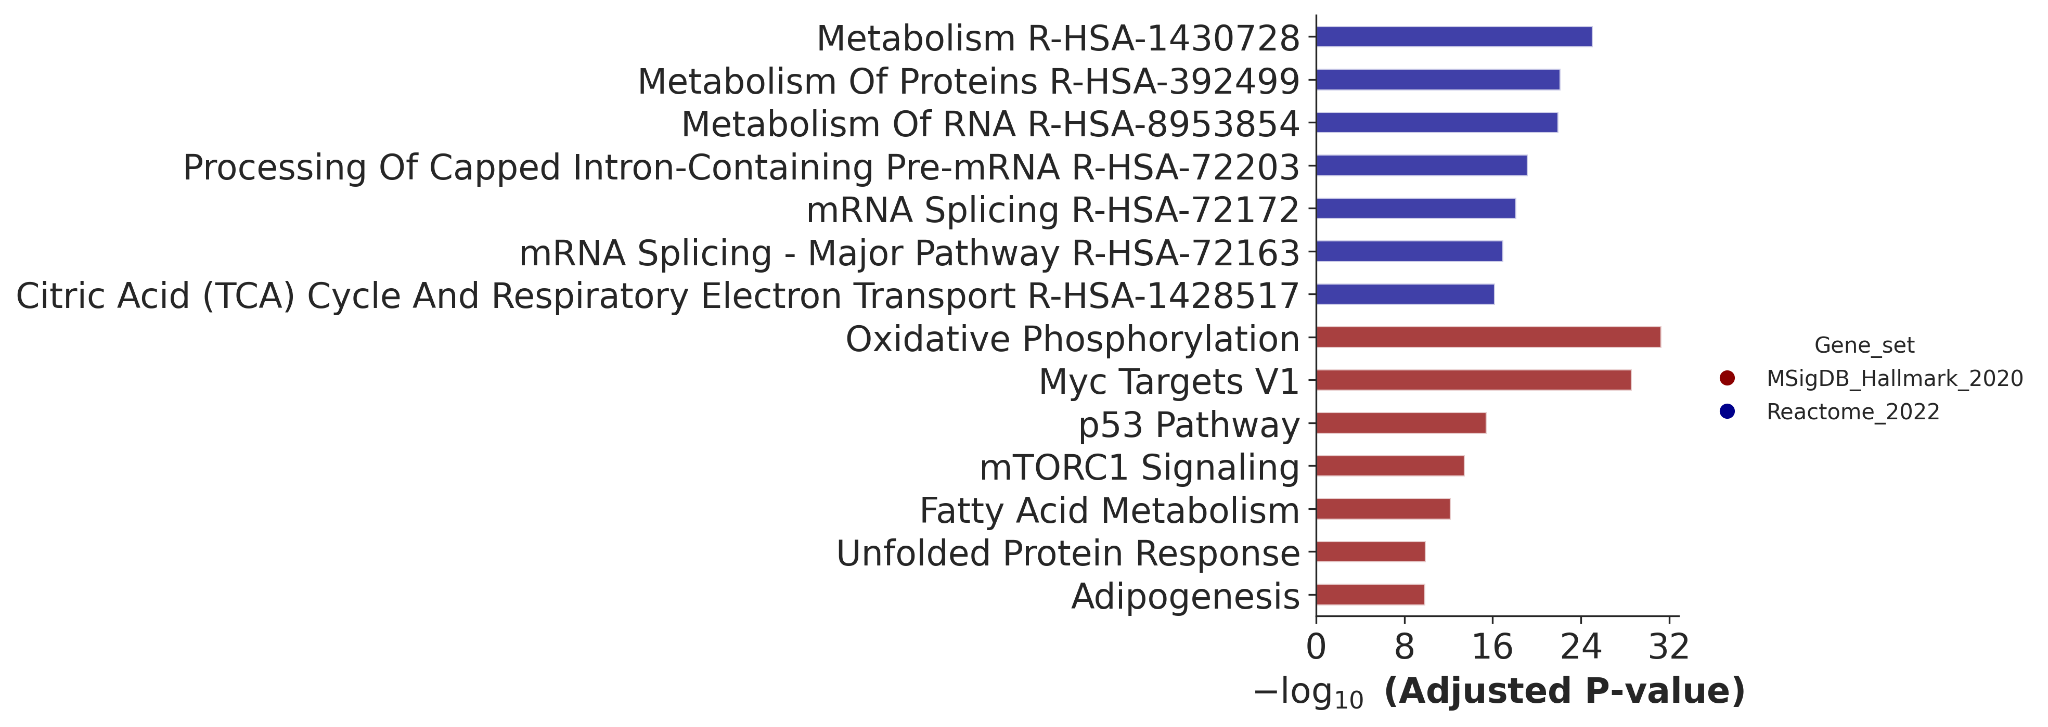 Metabolism R-HSA-1430728
Metabolism Of Proteins R-HSA-392499
Metabolism Of RNA R-HSA-8953854
Processing Of Capped Intron-Containing Pre-mRNA R-HSA-72203
mRNA Splicing R-HSA-72172
mRNA Splicing - Major Pathway R-HSA-72163
Citric Acid (TCA) Cycle And Respiratory Electron Transport R-HSA-1428517
Oxidative Phosphorylation
Myc Targets V1
p53 Pathway
mTORC1 Signaling
Fatty Acid Metabolism
Unfolded Protein Response
Adipogenesis
0 8 16 24 32
−log₁₀ (Adjusted P-value)
Gene_set
MSigDB_Hallmark_2020
Reactome_2022